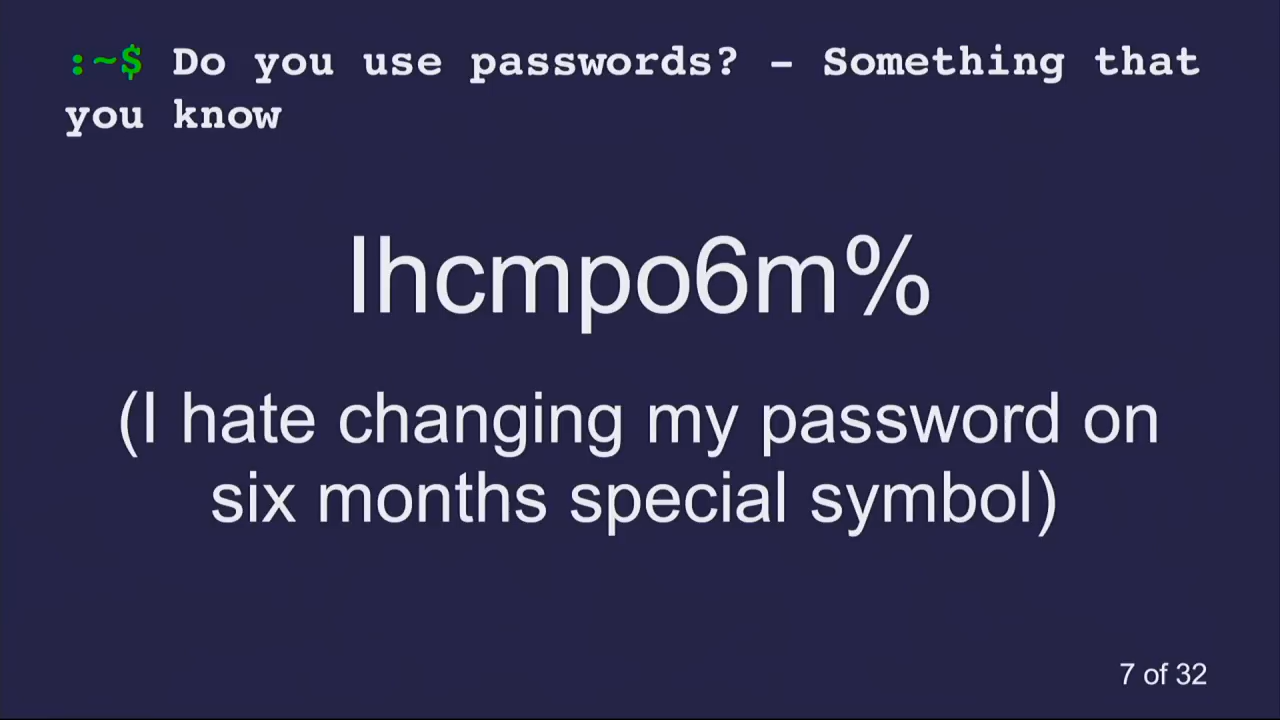 :~$ Do you use passwords? – Something that
you know
Ihcmpo6m%
(I hate changing my password on
six months special symbol)
7 of 32